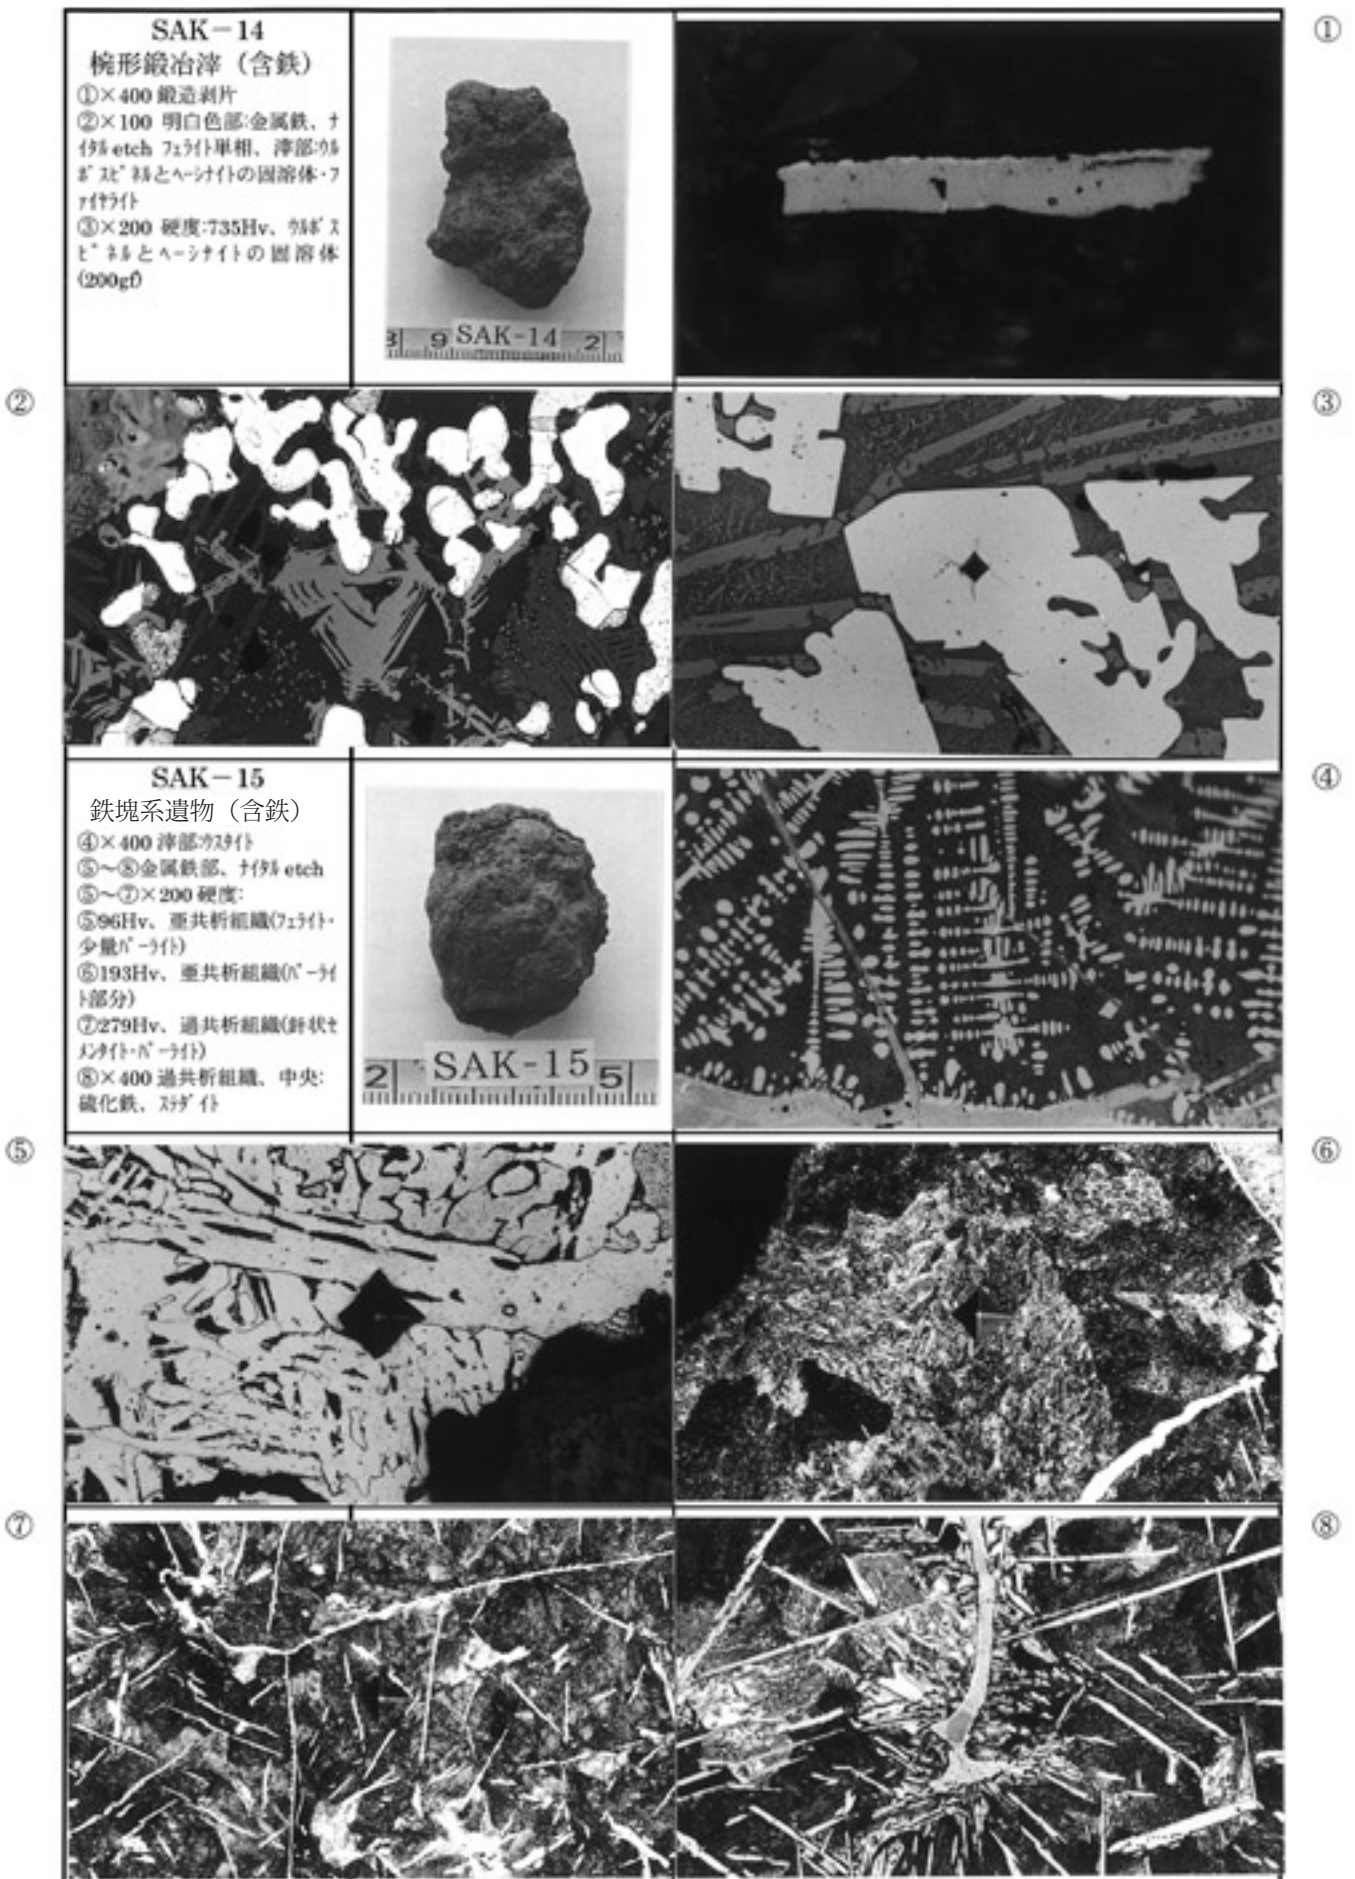 SAK－14
椀形鍛冶滓（含鉄）
①×400 鍛造剥片
②×100 明白色部:金属鉄、ナ
ｲﾀﾙ etch ﾌｪﾗｲﾄ単相、滓部:ｳﾙ
ﾎﾞｽﾋﾟﾈﾙとﾍｰｼﾅｲﾄの固溶体・ﾌ
ｧｲﾔﾗｲﾄ
③×200 硬度:735Hv、ｳﾙﾎﾞｽ
ﾋﾟﾈﾙとﾍｰｼﾅｲﾄの固溶体
(200gf)
9 SAK-14 2
①
②
③
SAK－15
鉄塊系遺物（含鉄）
④×400 滓部:ｳｽﾀｲﾄ
⑤～⑧金属鉄部、ﾅｲﾀﾙ etch
⑤～⑦×200 硬度:
⑤96Hv、亜共析組織(ﾌｪﾗｲﾄ・
少量ﾊﾟｰﾗｲﾄ)
⑥193Hv、亜共析組織(ﾊﾟｰﾗｲ
ﾄ部分)
⑦279Hv、過共析組織(針状ｾ
ﾒﾝﾀｲﾄ・ﾊﾟｰﾗｲﾄ)
⑧×400 過共析組織、中央:
硫化鉄、ｽﾃﾀﾞｲﾄ
2 SAK-15 5
④
⑤
⑥
⑦
⑧